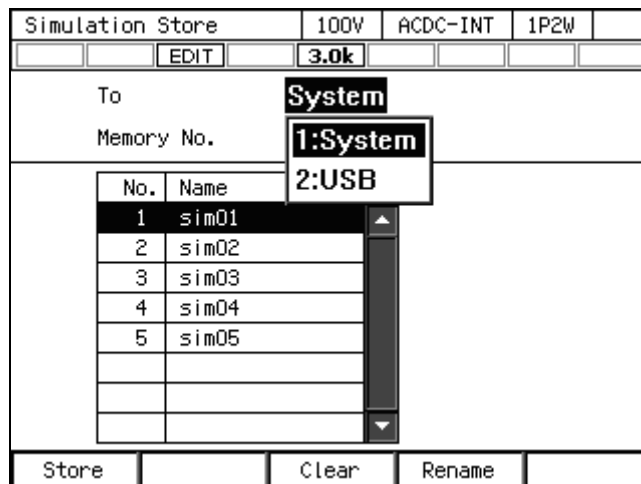 Simulation Store 100V ACDC-INT 1P2W
EDIT 3.0k
To System
Memory No. 1:System
2:USB
No. Name
1 sim01
2 sim02
3 sim03
4 sim04
5 sim05
Store Clear Rename